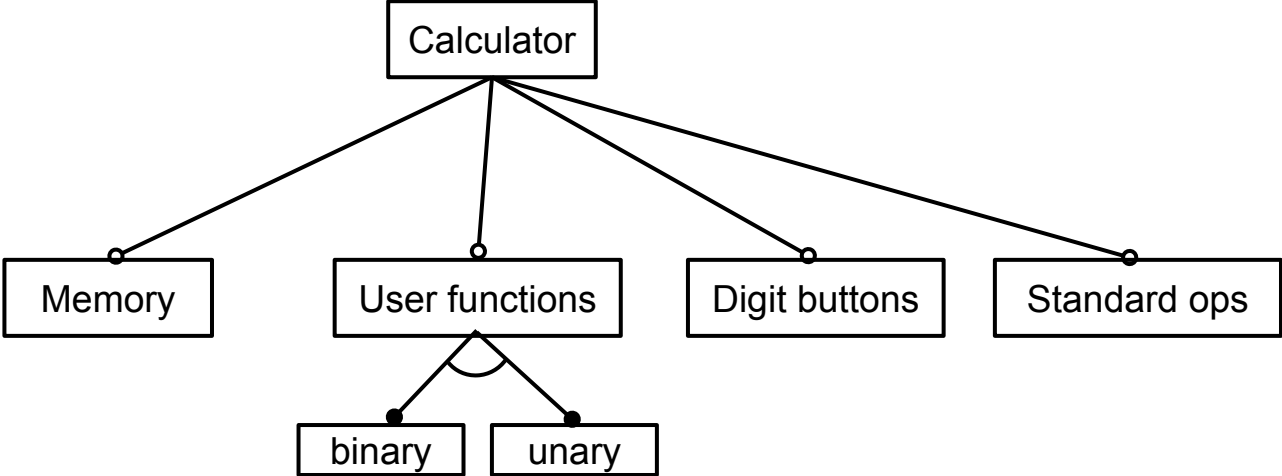 Calculator
Memory
User functions
Digit buttons
Standard ops
binary
unary